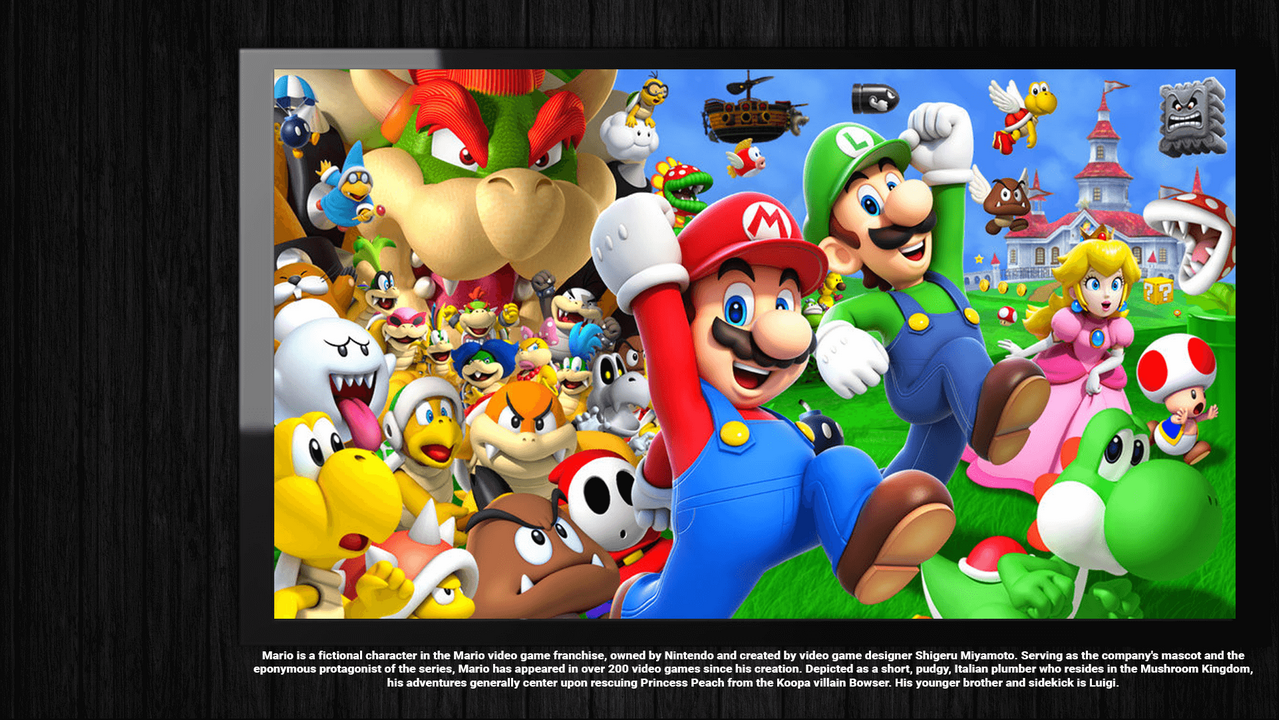 L
M
?
Mario is a fictional character in the Mario video game franchise, owned by Nintendo and created by video game designer Shigeru Miyamoto. Serving as the company's mascot and the
eponymous protagonist of the series, Mario has appeared in over 200 video games since his creation. Depicted as a short, pudgy, Italian plumber who resides in the Mushroom Kingdom,
his adventures generally center upon rescuing Princess Peach from the Koopa villain Bowser. His younger brother and sidekick is Luigi.